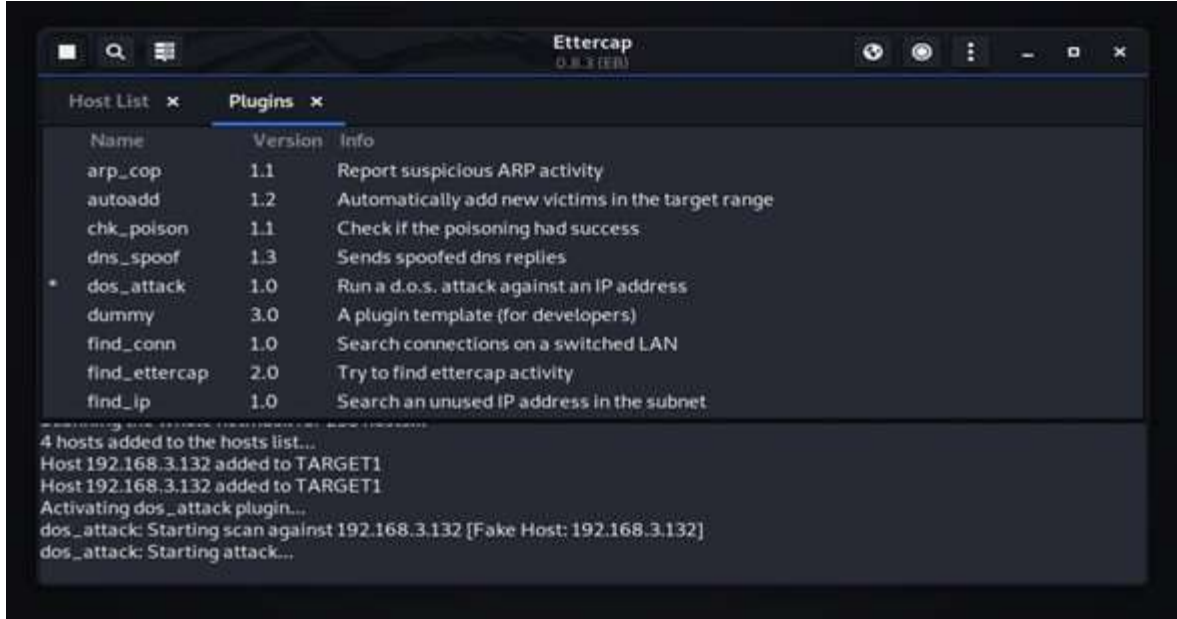 Ettercap
0.8.3 (EB)
Host List × Plugins ×
Name Version Info
arp_cop 1.1 Report suspicious ARP activity
autoadd 1.2 Automatically add new victims in the target range
chk_poison 1.1 Check if the poisoning had success
dns_spoof 1.3 Sends spoofed dns replies
* dos_attack 1.0 Run a d.o.s. attack against an IP address
dummy 3.0 A plugin template (for developers)
find_conn 1.0 Search connections on a switched LAN
find_ettercap 2.0 Try to find ettercap activity
find_ip 1.0 Search an unused IP address in the subnet
4 hosts added to the hosts list...
Host 192.168.3.132 added to TARGET1
Host 192.168.3.132 added to TARGET1
Activating dos_attack plugin...
dos_attack: Starting scan against 192.168.3.132 [Fake Host: 192.168.3.132]
dos_attack: Starting attack...